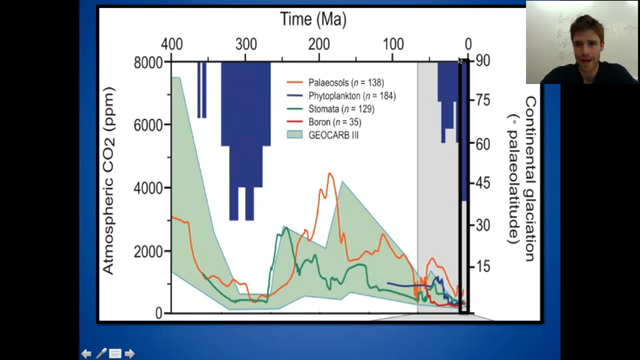 Time (Ma)
400 300 200 100 0
8000
6000
4000
2000
0
Atmospheric CO2 (ppm)
Palaeosols (n = 138)
Phytoplankton (n = 184)
Stomata (n = 129)
Boron (n = 35)
GEOCARB III
90
75
60
45
30
15
Continental glaciation
(° palaeolatitude)